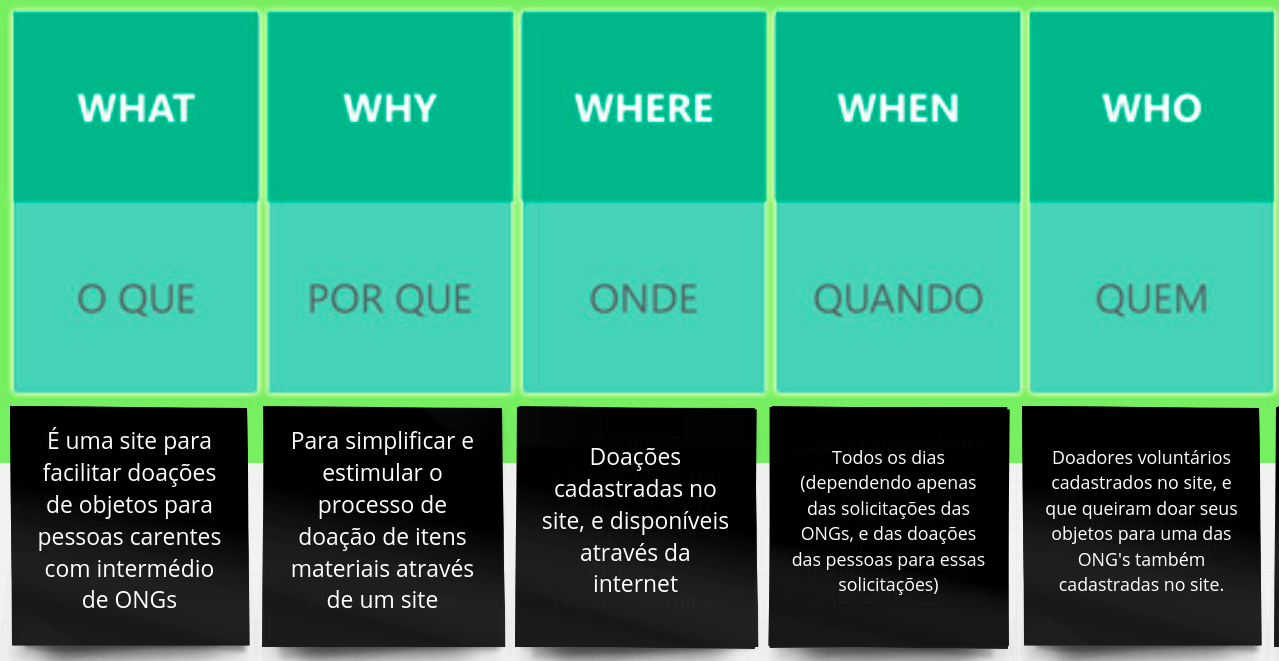 WHAT
WHY
WHERE
WHEN
WHO
O QUE
POR QUE
ONDE
QUANDO
QUEM
É uma site para
facilitar doações
de objetos para
pessoas carentes
com intermédio
de ONGs
Para simplificar e
estimular o
processo de
doação de itens
materiais através
de um site
Doações
cadastradas no
site, e disponíveis
através da
internet
Todos os dias
(dependendo apenas
das solicitações das
ONGs, e das doações
das pessoas para essas
solicitações)
Doadores voluntários
cadastrados no site, e
que queiram doar seus
objetos para uma das
ONG's também
cadastradas no site.